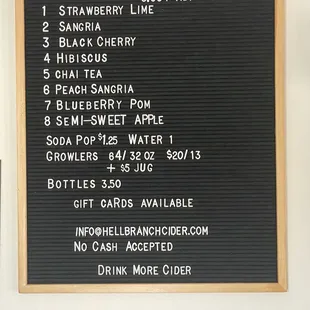 1 STRAWBERRY LIME
2 SANGRIA
3 BLACK CHERRY
4 HIBISCUS
5 CHAI TEA
6 PEACH SANGRIA
7 BLUEBERRY POM
8 SEMI-SWEET APPLE
SODA POP $1.25 WATER 1
GROWLERS 64/32 OZ $20/13
+ $5 JUG
BOTTLES 3.50
GIFT CARDS AVAILABLE
INFO@HELLBRANCHCIDER.COM
NO CASH ACCEPTED
DRINK MORE CIDER